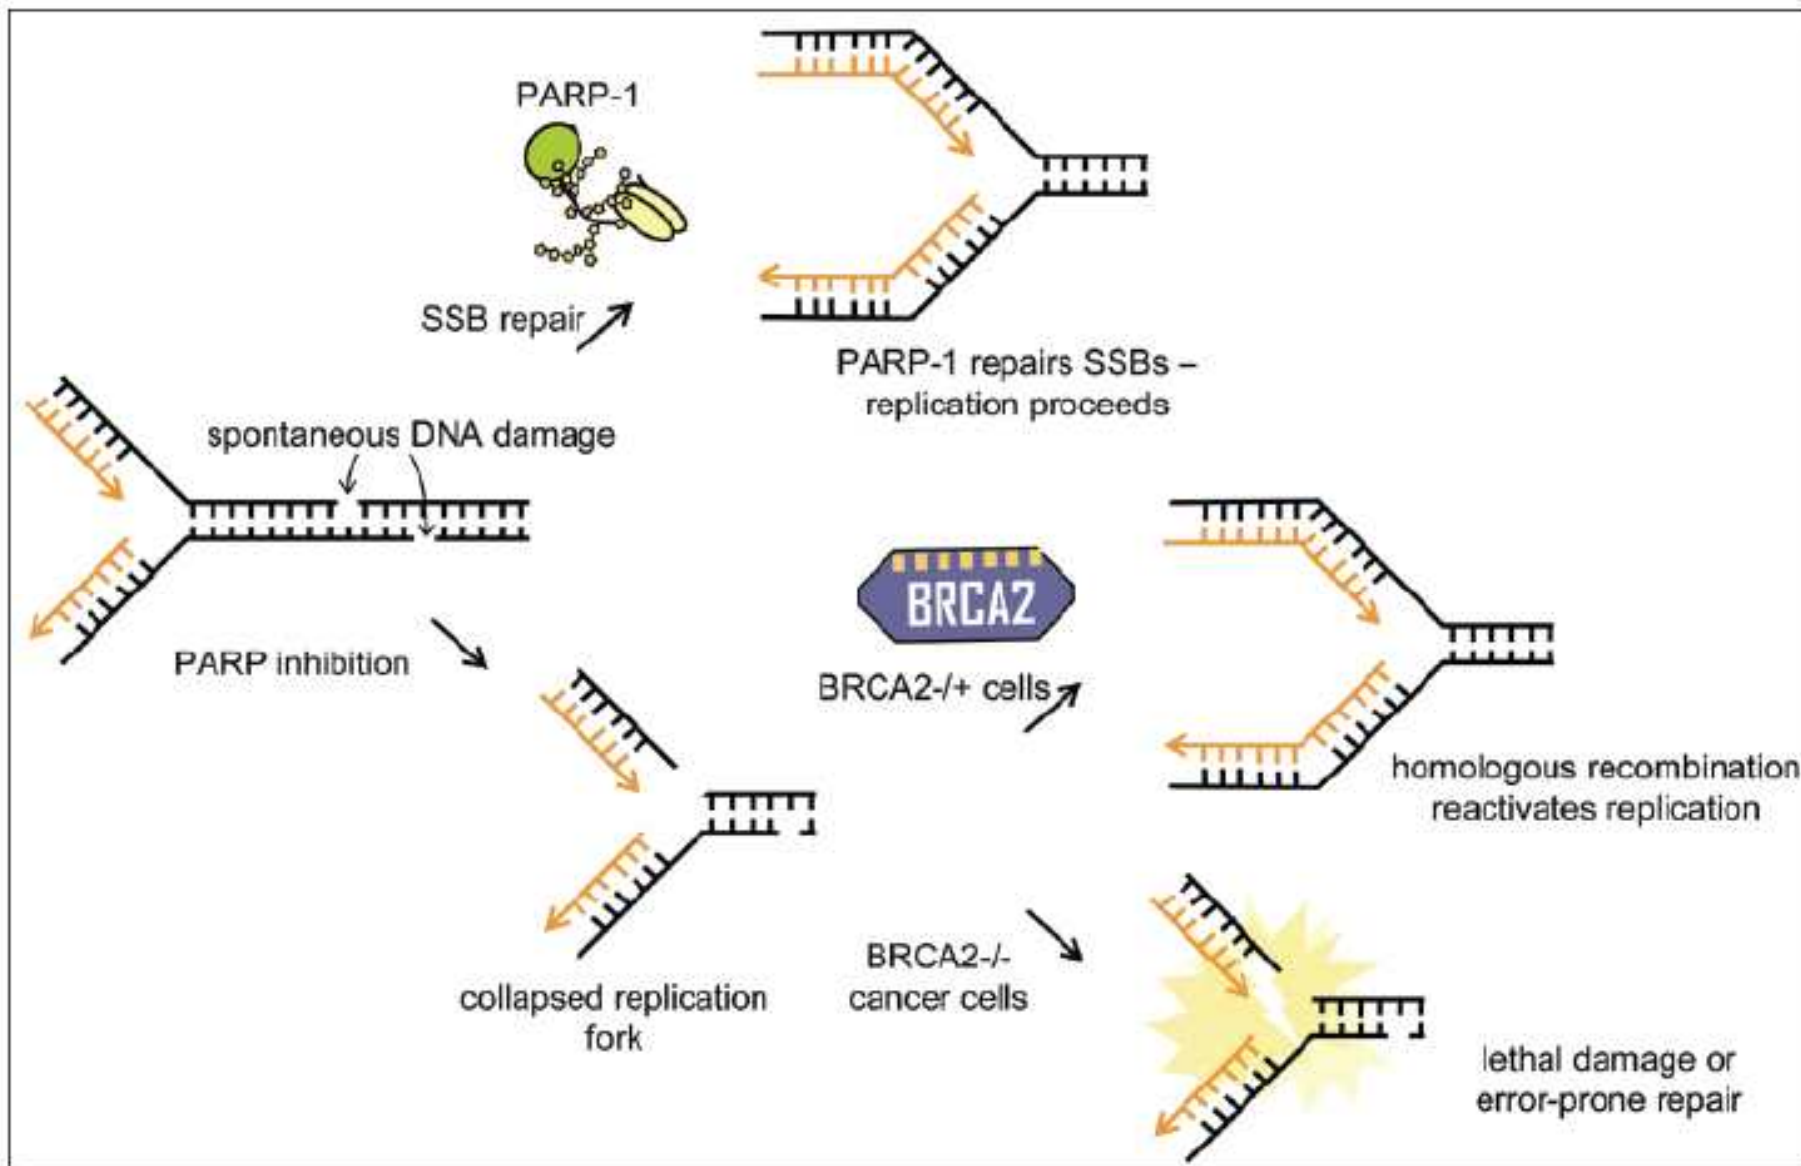 PARP-1
SSB repair
PARP-1 repairs SSBs –
replication proceeds
spontaneous DNA damage
PARP inhibition
BRCA2
BRCA2-/+ cells
homologous recombination
reactivates replication
collapsed replication
fork
BRCA2-/-
cancer cells
lethal damage or
error-prone repair